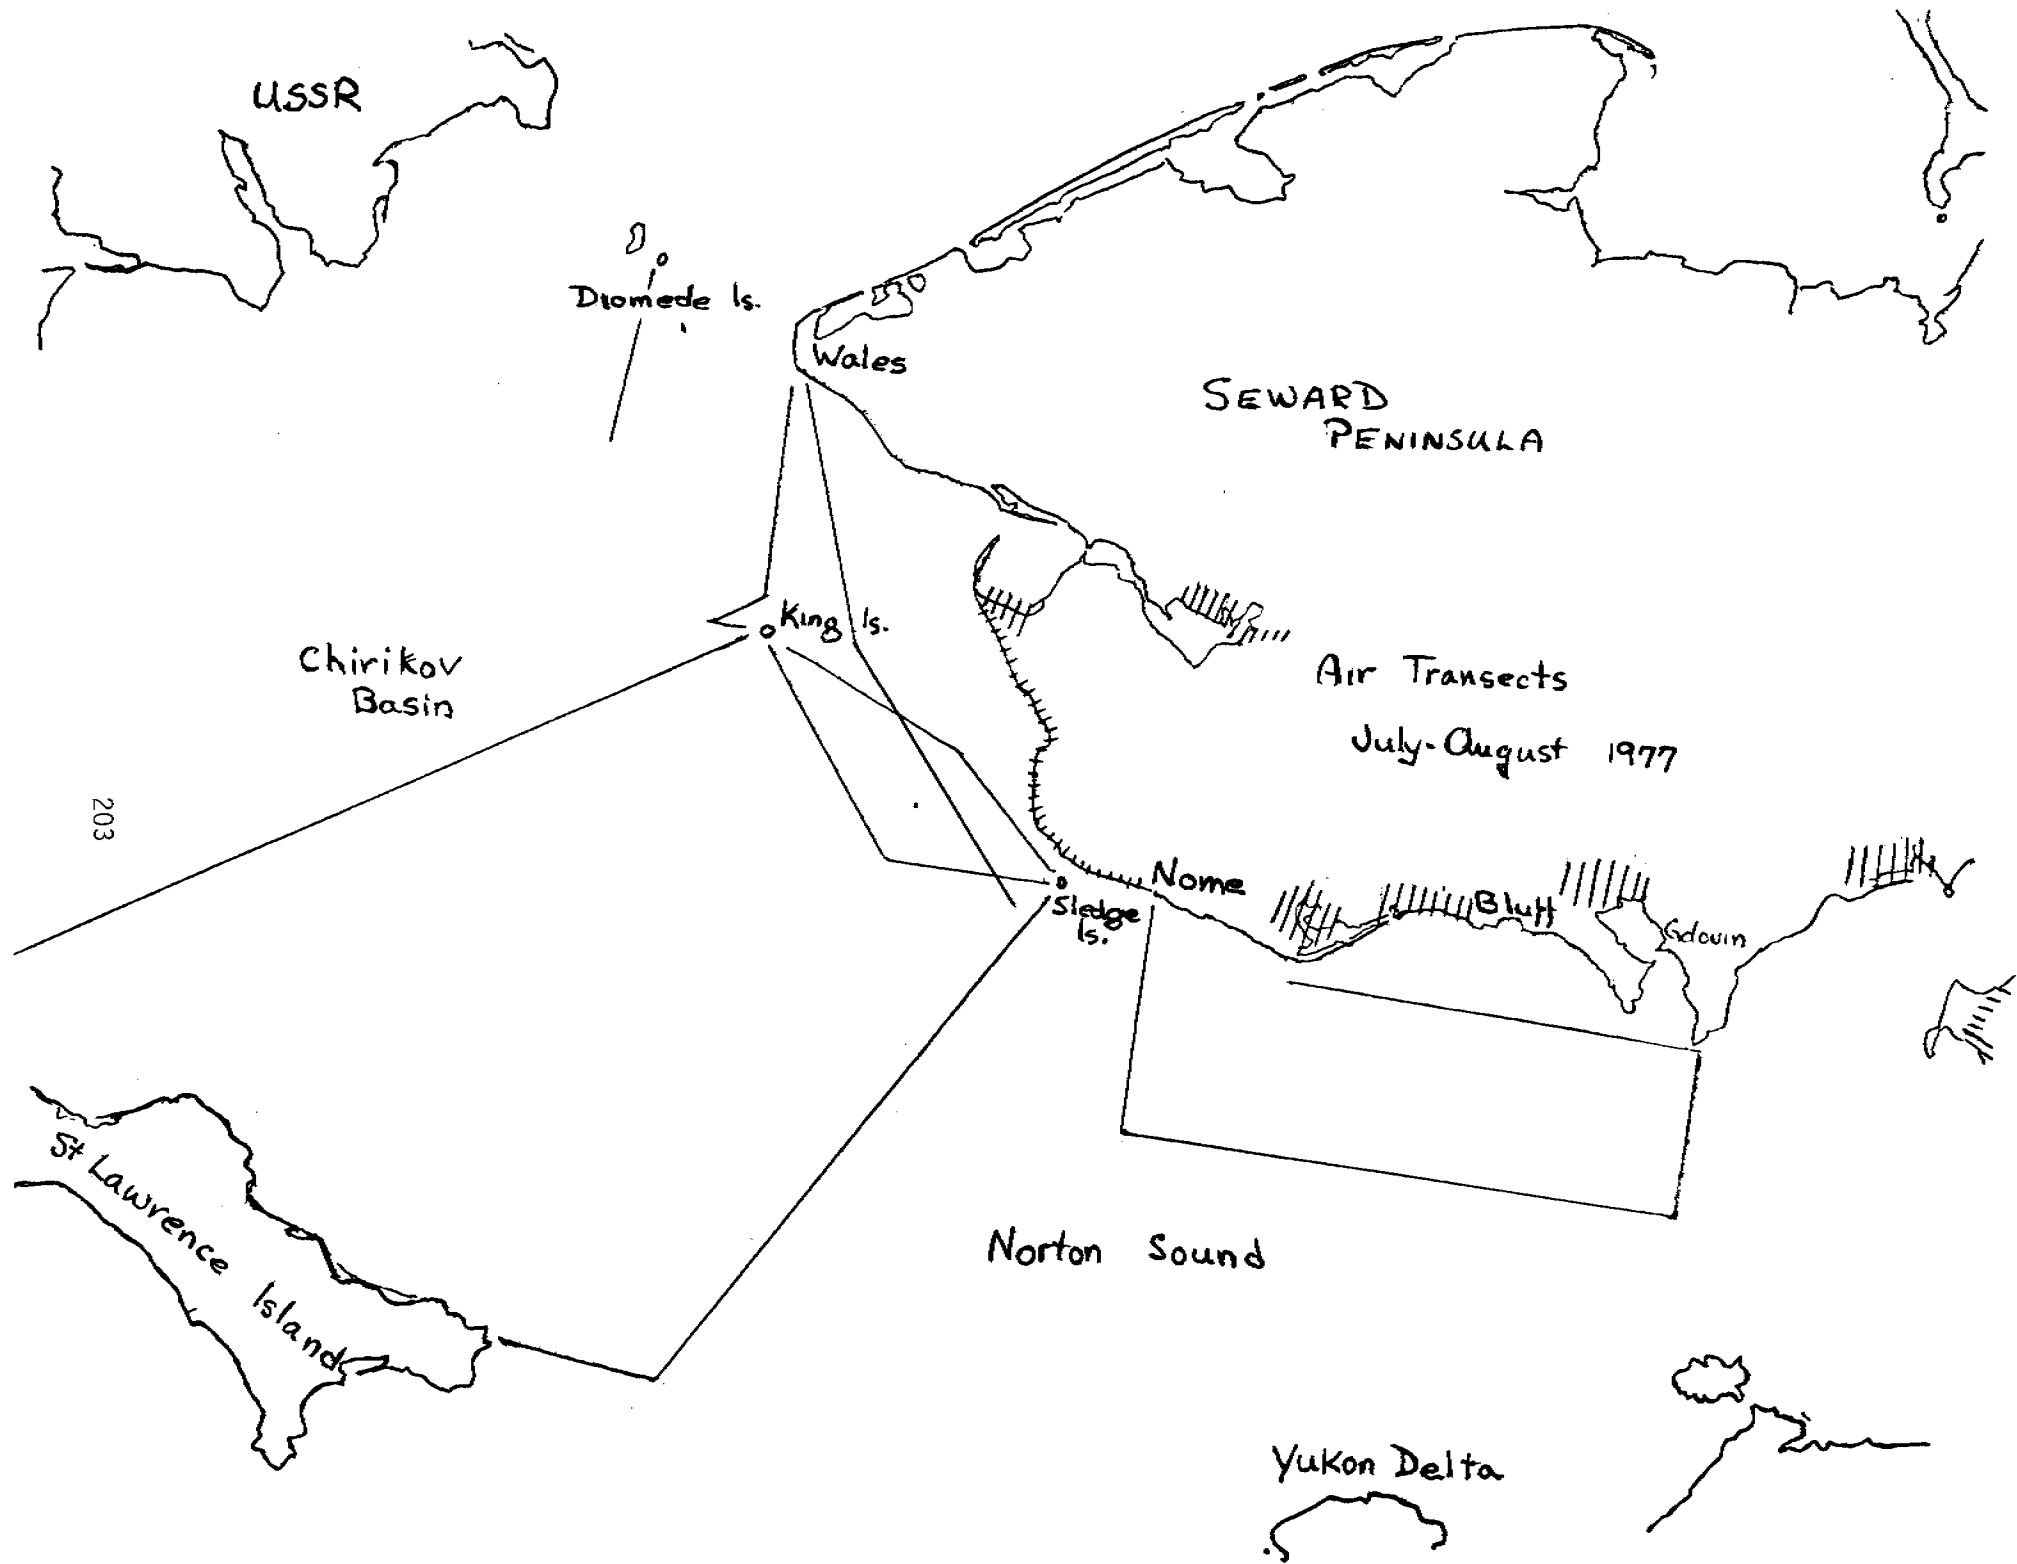 USSR
Diomede Is.
Wales
SEWARD
PENINSULA
King Is.
Chirikov
Basin
Air Transects
July-August 1977
203
Nome
Sledge
Is.
Bluff
Golovin
St Lawrence Island
Norton Sound
Yukon Delta